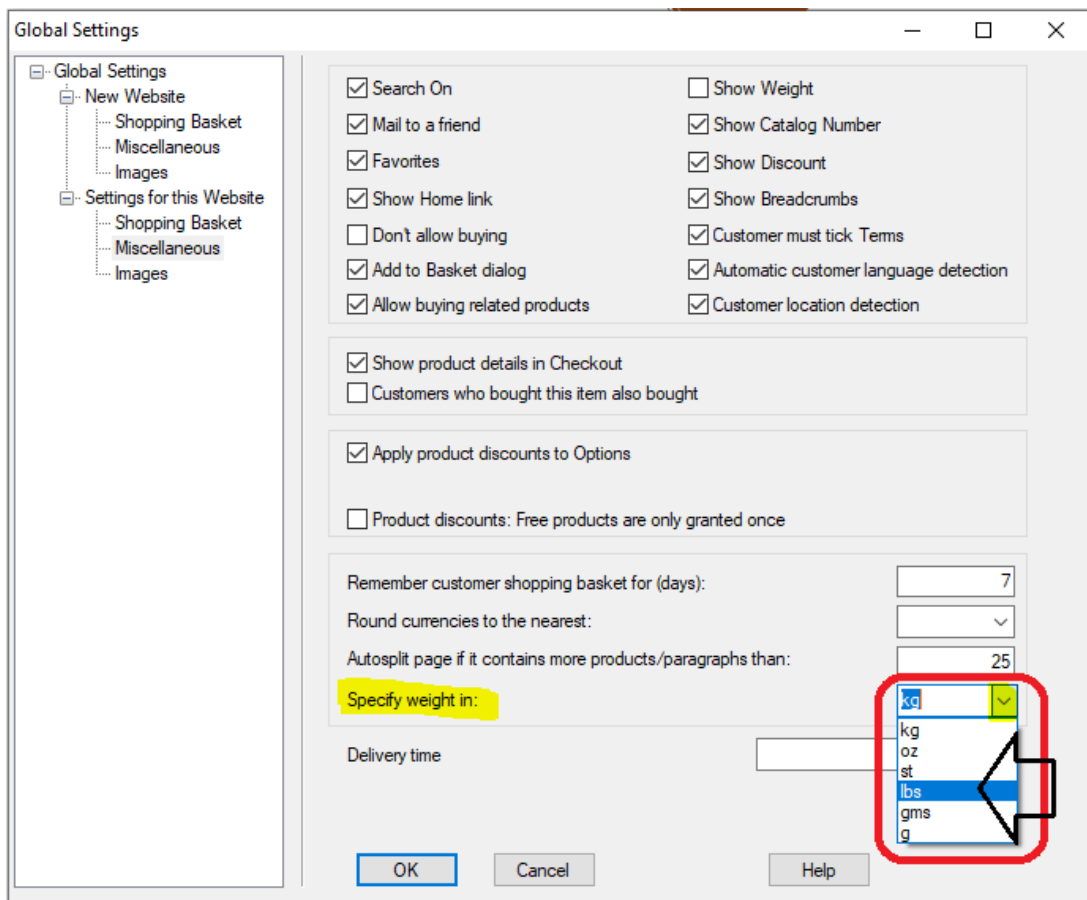 Global Settings
Global Settings
New Website
Shopping Basket
Miscellaneous
Images
Settings for this Website
Shopping Basket
Miscellaneous
Images
Search On
Show Weight
Mail to a friend
Show Catalog Number
Favorites
Show Discount
Show Home link
Show Breadcrumbs
Don't allow buying
Customer must tick Terms
Add to Basket dialog
Automatic customer language detection
Allow buying related products
Customer location detection
Show product details in Checkout
Customers who bought this item also bought
Apply product discounts to Options
Product discounts: Free products are only granted once
Remember customer shopping basket for (days): 7
Round currencies to the nearest:
Autosplit page if it contains more products/paragraphs than: 25
Specify weight in: kg
kg
oz
st
lbs
gms
g
Delivery time
OK Cancel Help